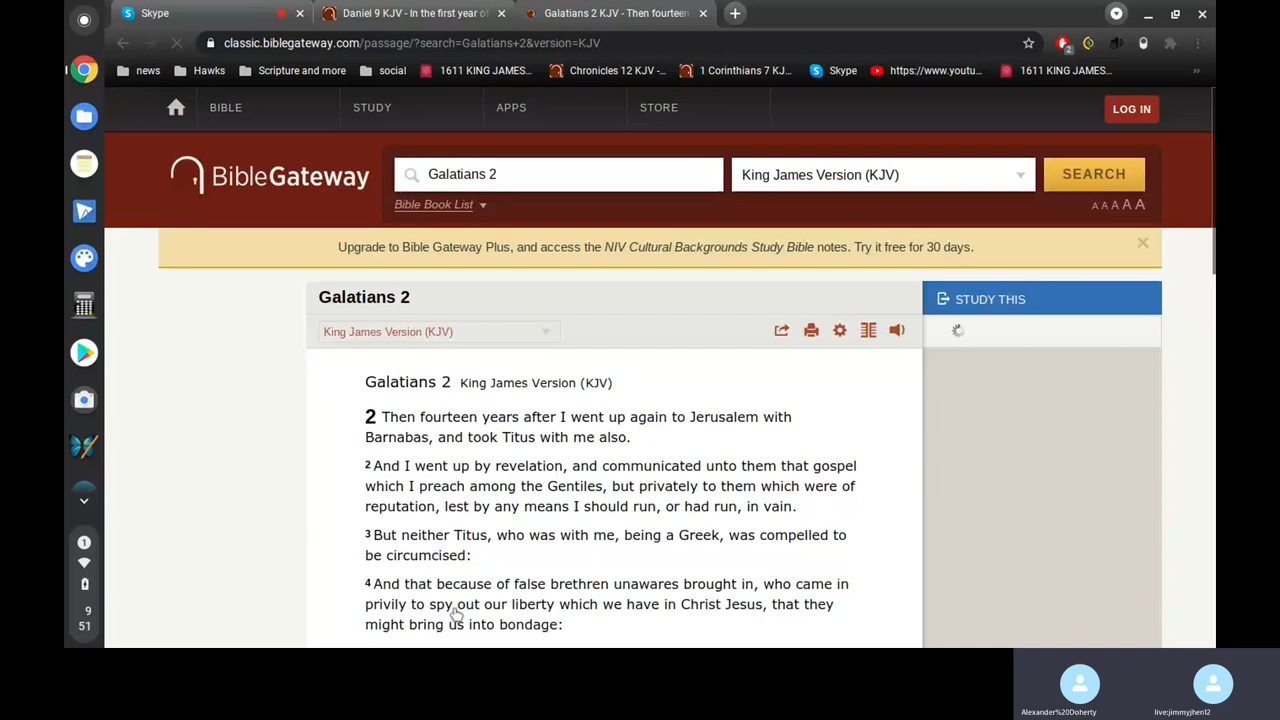 Skype
Daniel 9 KJV - In the first year of
Galatians 2 KJV - Then fourteen
classic.biblegateway.com/passage/?search=Galatians+2&version=KJV
2
news
Hawks
Scripture and more
social
1611 KING JAMES...
Chronicles 12 KJV -...
1 Corinthians 7 KJ...
Skype
https://www.youtu...
1611 KING JAMES...
»
BIBLE
STUDY
APPS
STORE
LOG IN
BibleGateway
Galatians 2
King James Version (KJV)
SEARCH
Bible Book List
A A A A A
Upgrade to Bible Gateway Plus, and access the NIV Cultural Backgrounds Study Bible notes. Try it free for 30 days.
Galatians 2
STUDY THIS
King James Version (KJV)
Galatians 2 King James Version (KJV)
2 Then fourteen years after I went up again to Jerusalem with
Barnabas, and took Titus with me also.
2 And I went up by revelation, and communicated unto them that gospel
which I preach among the Gentiles, but privately to them which were of
reputation, lest by any means I should run, or had run, in vain.
3 But neither Titus, who was with me, being a Greek, was compelled to
be circumcised:
4 And that because of false brethren unawares brought in, who came in
privily to spy out our liberty which we have in Christ Jesus, that they
might bring us into bondage:
1
9
51
Alexander%20Doherty
live:jimmyjhen12